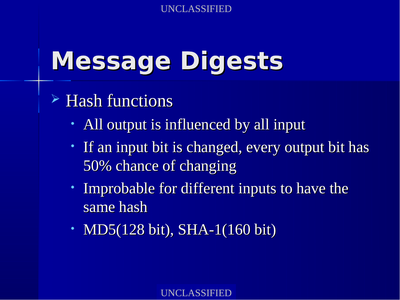 UNCLASSIFIED
Message Digests
Hash functions
All output is influenced by all input
If an input bit is changed, every output bit has
50% chance of changing
Improbable for different inputs to have the
same hash
MD5(128 bit), SHA-1(160 bit)
UNCLASSIFIED